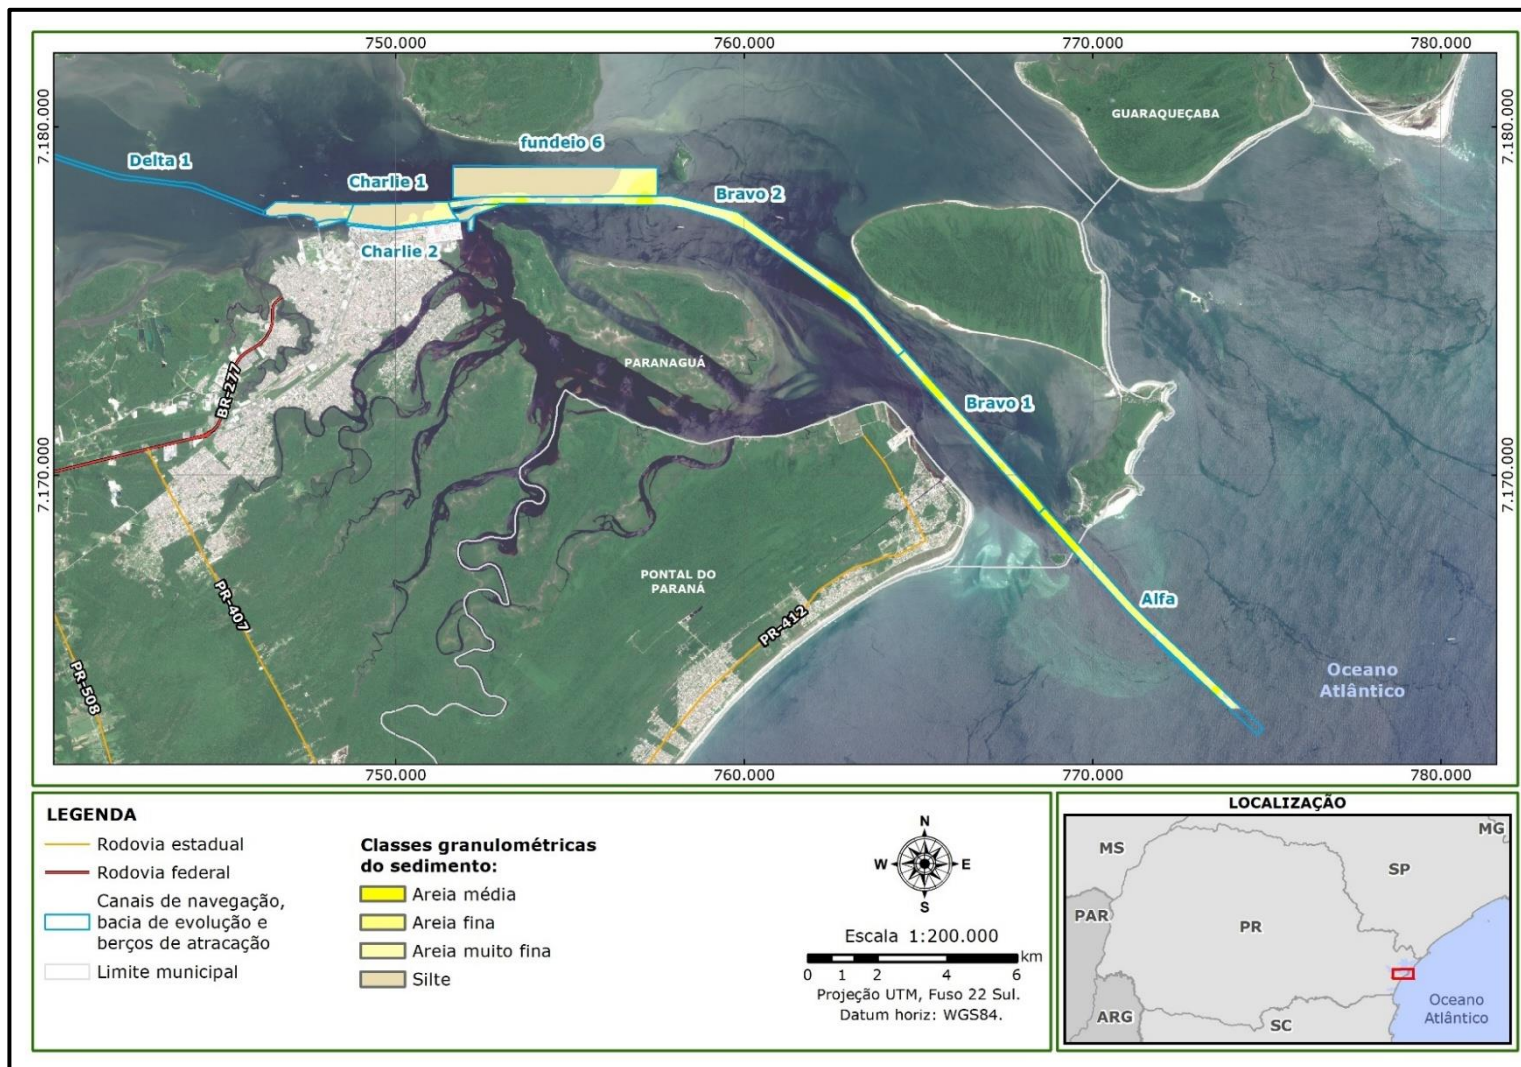 750.000
760.000
770.000
780.000
7.180.000
7.180.000
GUARAQUEÇABA
fundeio 6
Delta 1
Charlie 1
Bravo 2
Charlie 2
PARANAGUÁ
BR-277
Bravo 1
7.170.000
7.170.000
PONTAL DO
PARANÁ
PR-407
PR-412
Alfa
PR-508
Oceano
Atlântico
750.000
760.000
770.000
780.000
LEGENDA
Rodovia estadual
Rodovia federal
Canais de navegação,
bacia de evolução e
berços de atracação
Limite municipal
Classes granulométricas
do sedimento:
Areia média
Areia fina
Areia muito fina
Silte
N
W
E
S
Escala 1:200.000
km
0 1 2 4 6
Projeção UTM, Fuso 22 Sul.
Datum horiz: WGS84.
LOCALIZAÇÃO
MG
MS
SP
PAR
PR
ARG
SC
Oceano
Atlântico